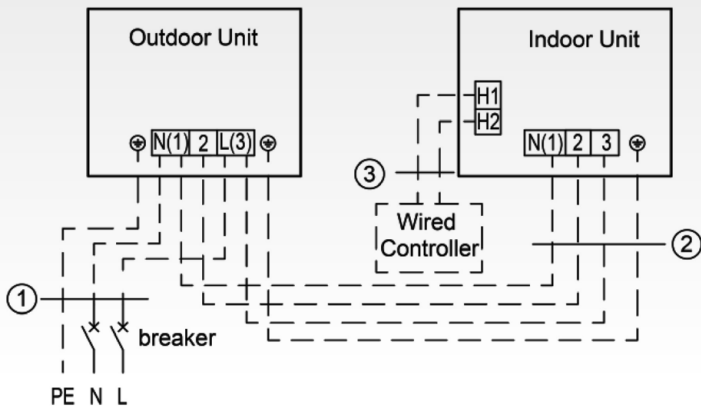 Outdoor Unit
Indoor Unit
H1
H2
N(1) 2 L(3)
N(1) 2 3
③
Wired
Controller
②
①
breaker
PE N L